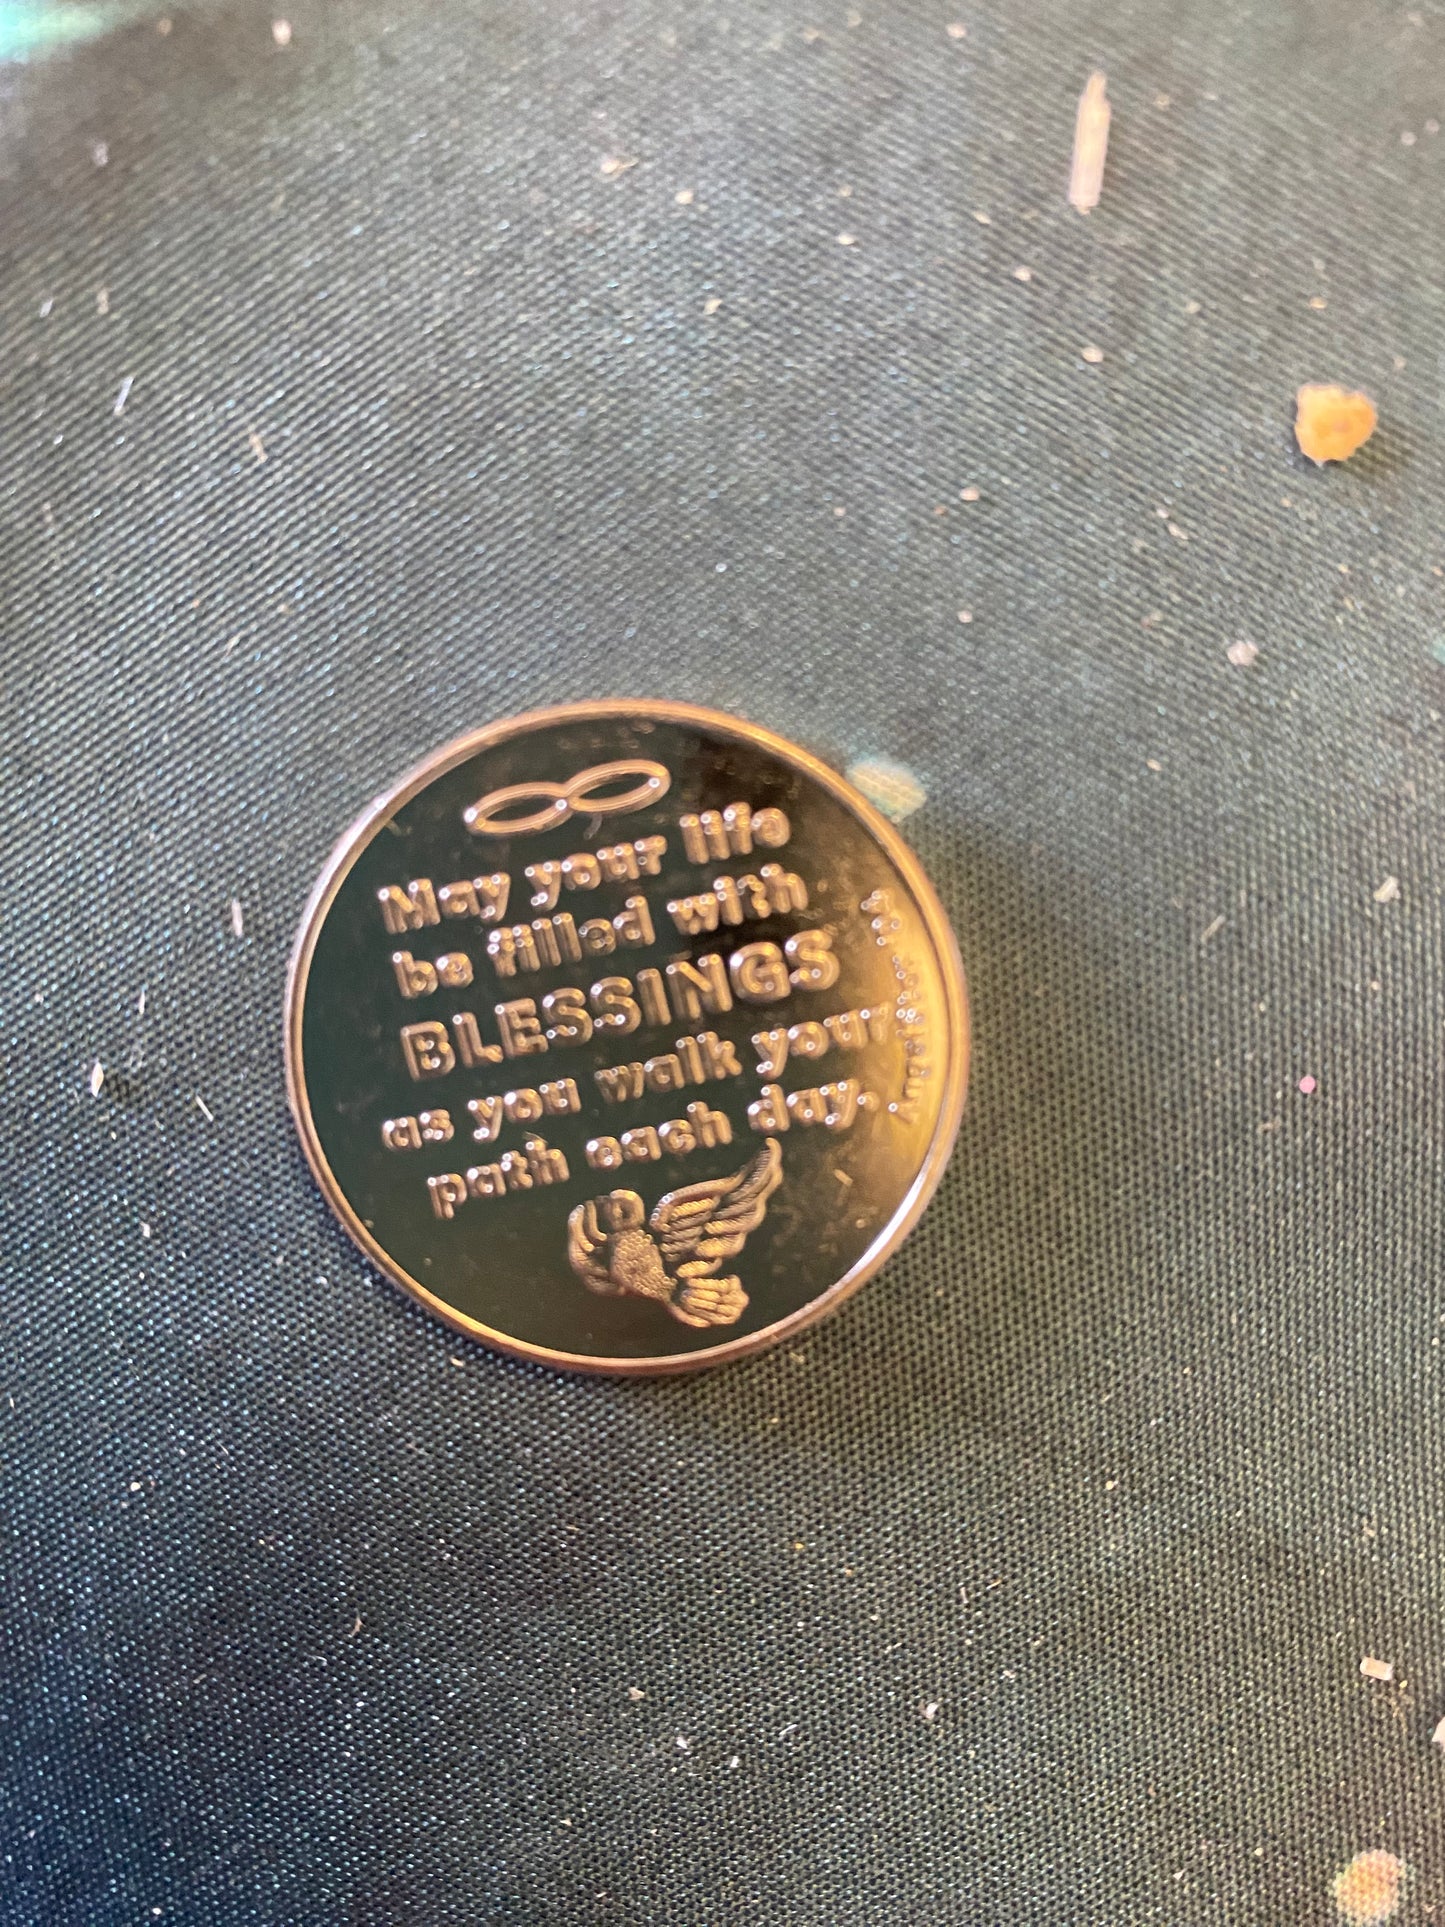 May your life
be filled with
BLESSINGS
as you walk your
path each day.